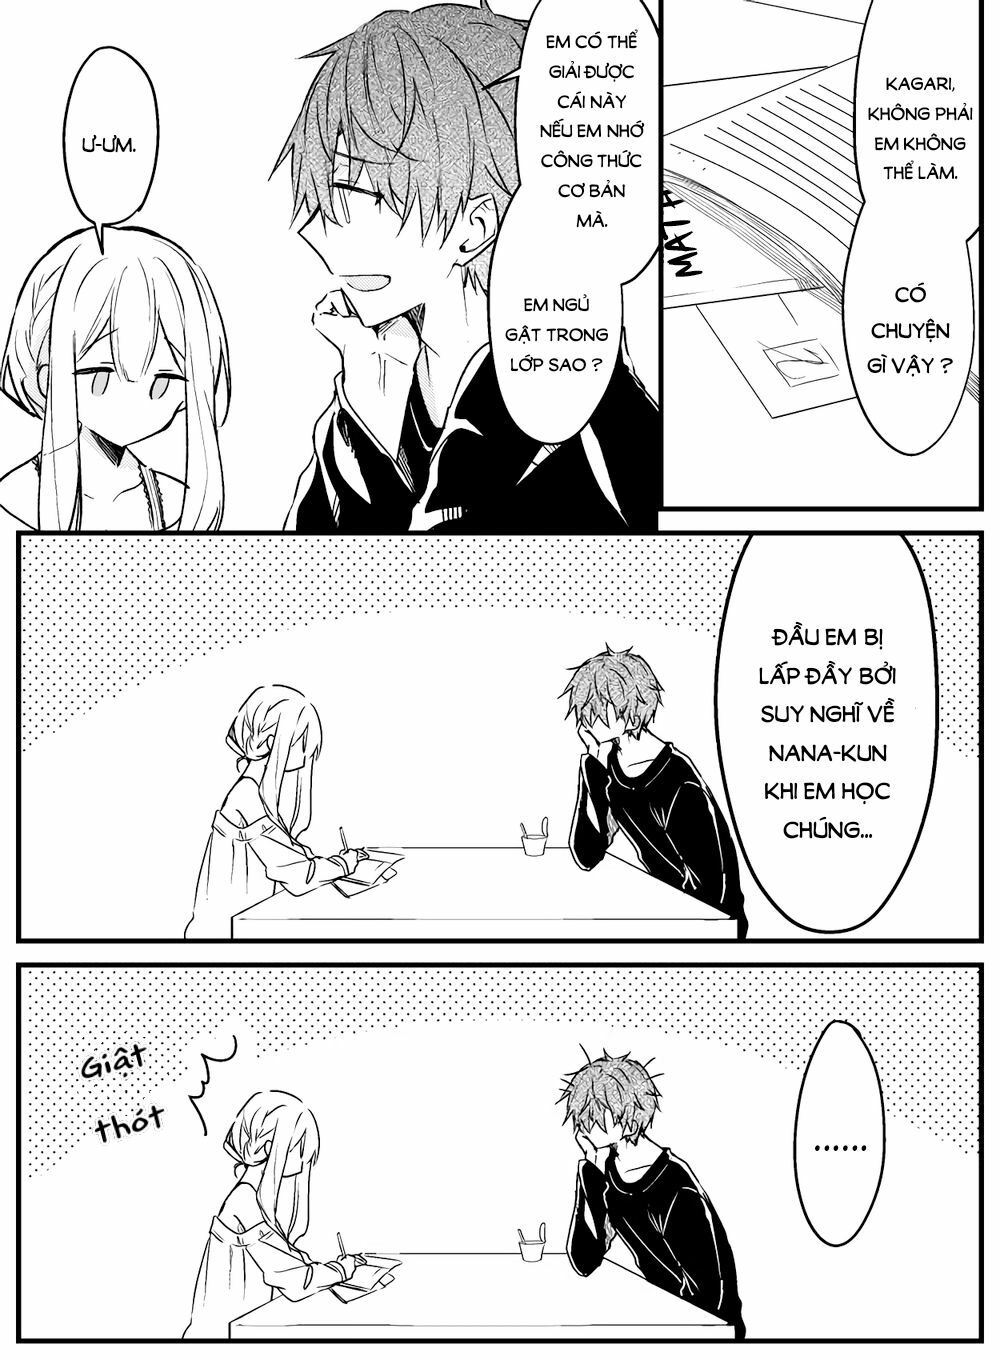 KAGARI,
KHÔNG PHẢI
EM KHÔNG
THỂ LÀM.
CÓ
CHUYỆN
GÌ VẬY ?
MATH
EM CÓ THỂ
GIẢI ĐƯỢC
CÁI NÀY
NẾU EM NHỚ
CÔNG THỨC
CƠ BẢN
MÀ.
EM NGỦ
GẬT TRONG
LỚP SAO ?
Ư-ƯM.
ĐẦU EM BỊ
LẤP ĐẦY BỞI
SUY NGHĨ VỀ
NANA-KUN
KHI EM HỌC
CHÚNG...
......
Giật
thót